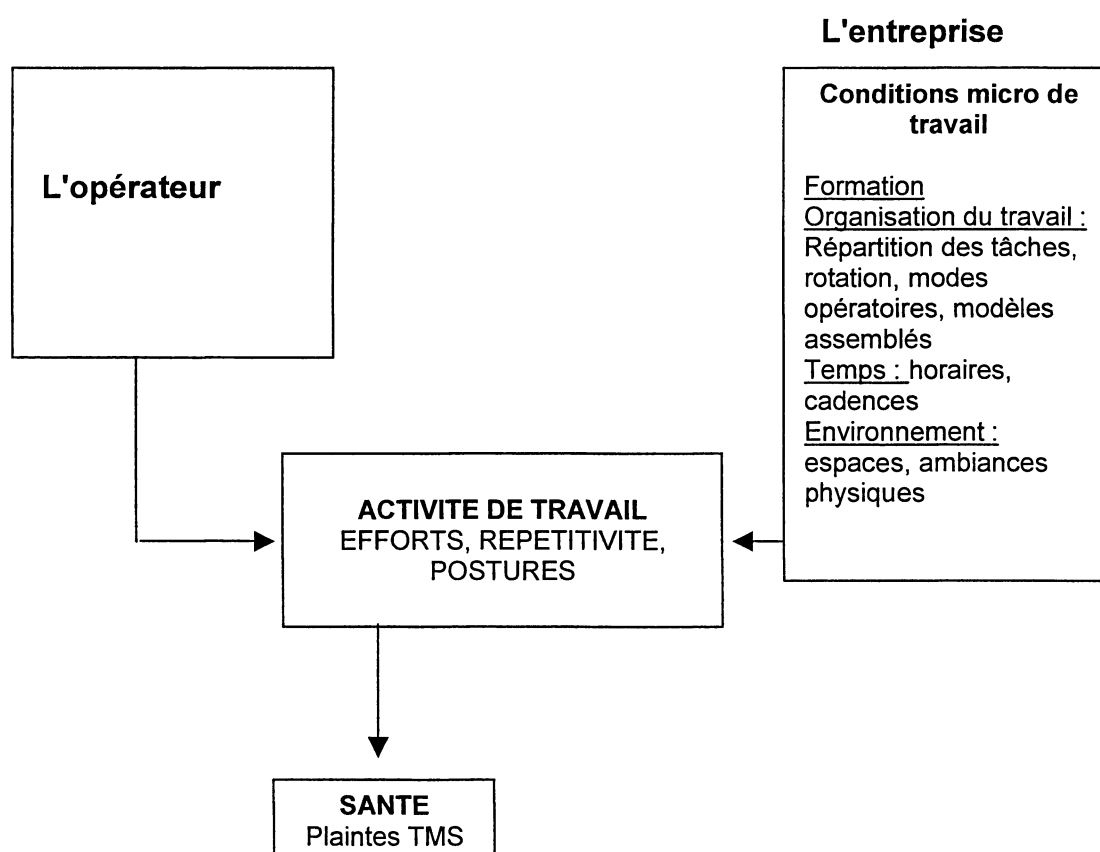 L'entreprise
L'opérateur
Conditions micro de
travail
Formation
Organisation du travail :
Répartition des tâches,
rotation, modes
opératoires, modèles
assemblés
Temps : horaires,
cadences
Environnement :
espaces, ambiances
physiques
ACTIVITE DE TRAVAIL
EFFORTS, REPETITIVITE,
POSTURES
SANTE
Plaintes TMS